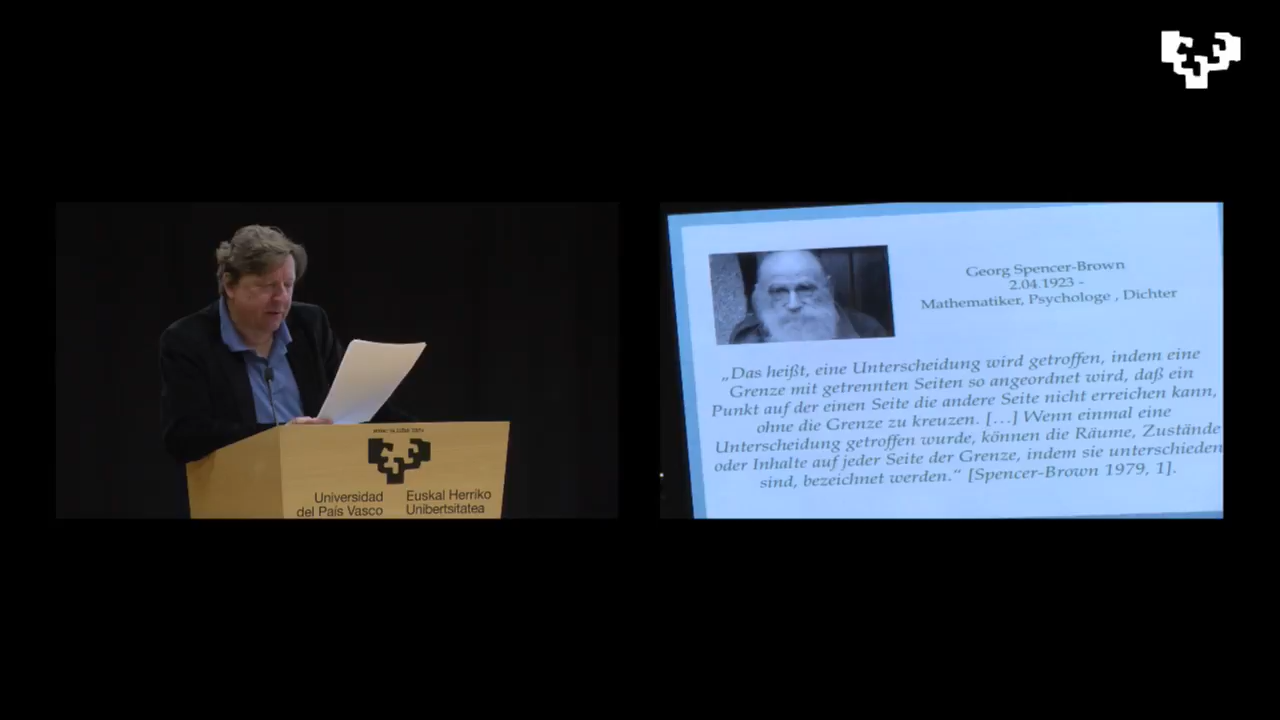 Universidad
del País Vasco
Euskal Herriko
Unibertsitatea
Georg Spencer-Brown
2.04.1923 -
Mathematiker, Psychologe , Dichter
„Das heißt, eine Unterscheidung wird getroffen, indem eine
Grenze mit getrennten Seiten so angeordnet wird, daß ein
Punkt auf der einen Seite die andere Seite nicht erreichen kann,
ohne die Grenze zu kreuzen. […] Wenn einmal eine
Unterscheidung getroffen wurde, können die Räume, Zustände
oder Inhalte auf jeder Seite der Grenze, indem sie unterschieden
sind, bezeichnet werden.“ [Spencer-Brown 1979, 1].